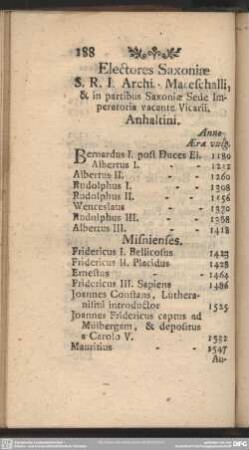 188
Electores Saxoniæ
S. R. I. Archi-Mareschalli,
& in partibus Saxoniæ Sede Im-
peratoria vacante Vicarii.
Anhaltini.
Anno
Æræ vulg.
Bernardus I. post Duces El. 1180
Albertus I. - - 1212
Albertus II. - - 1260
Rudolphus I. - - 1308
Rudolphus II. - - 1356
Wenceslaus - - 1370
Rudolphus III. - - 1388
Albertus III. - - 1418
Misnienses.
Fridericus I. Bellicosus 1423
Fridericus II. Placidus 1428
Ernestus - - 1464
Fridericus III. Sapiens 1486
Joannes Constans, Luthera-
nismi introductor 1525
Joannes Fridericus captus ad
Mülbergam, & depositus
a Carolo V. - 1532
Mauritius - - 1547
Au-